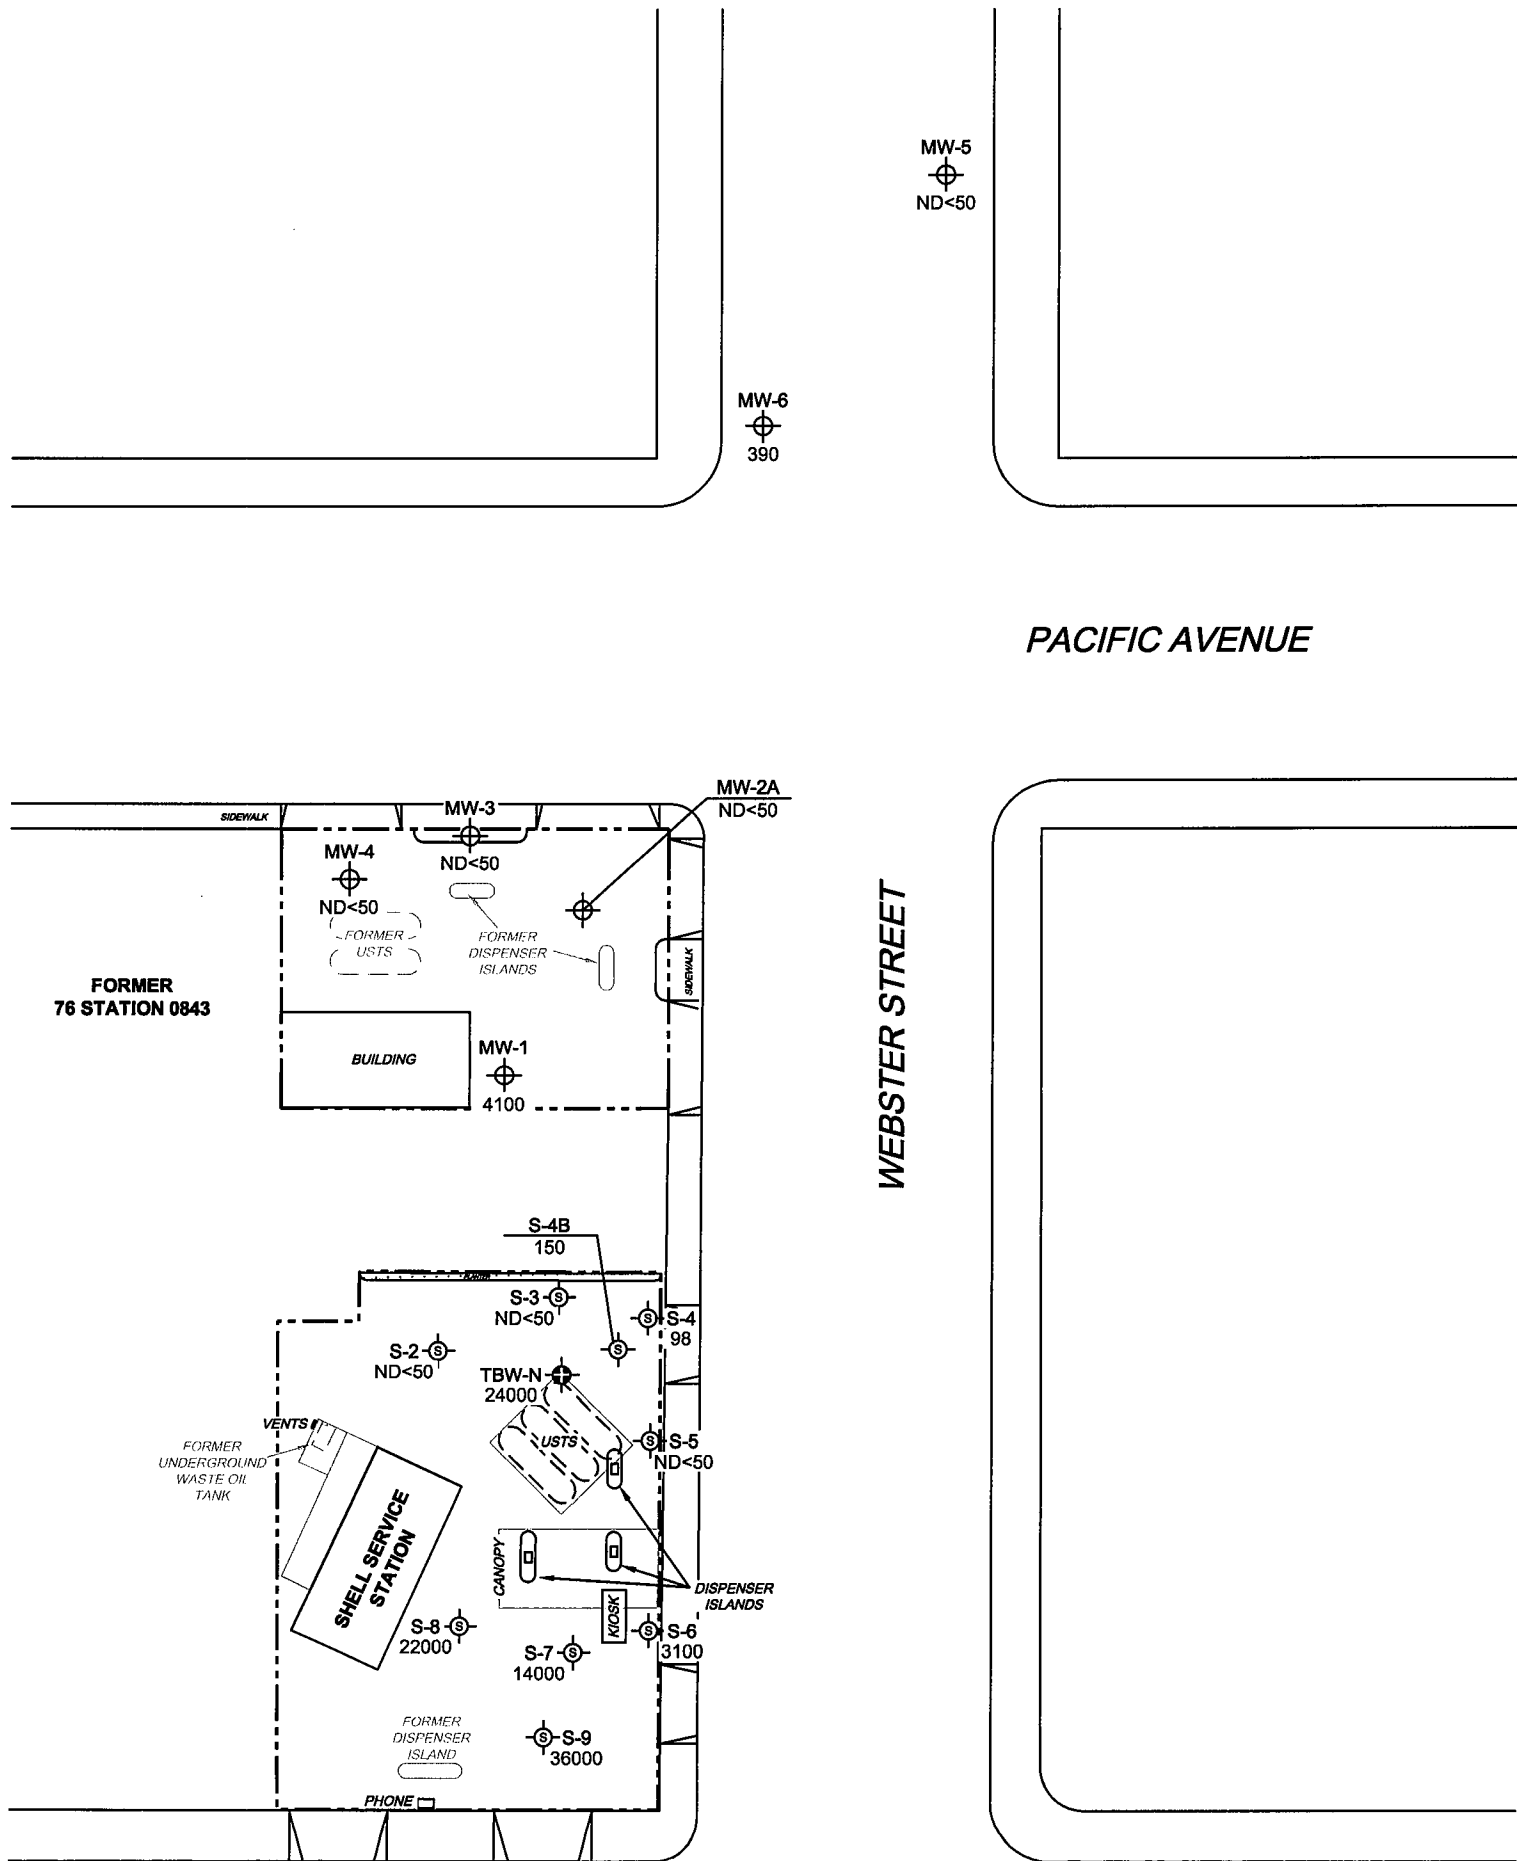 MW-5
ND<50
MW-6
390
PACIFIC AVENUE
MW-2A
ND<50
SIDEWALK
MW-3
ND<50
MW-4
ND<50
FORMER
USTS
FORMER
DISPENSER
ISLANDS
SIDEWALK
FORMER
76 STATION 0843
WEBSTER STREET
BUILDING
MW-1
4100
S-4B
150
PLANTER
S-3
ND<50
S-4
98
S-2
ND<50
TBW-N
24000
USTS
S-5
ND<50
VENTS
FORMER
UNDERGROUND
WASTE OIL
TANK
SHELL SERVICE
STATION
CANOPY
DISPENSER
ISLANDS
KIOSK
S-8
22000
S-7
14000
S-6
3100
FORMER
DISPENSER
ISLAND
S-9
36000
PHONE